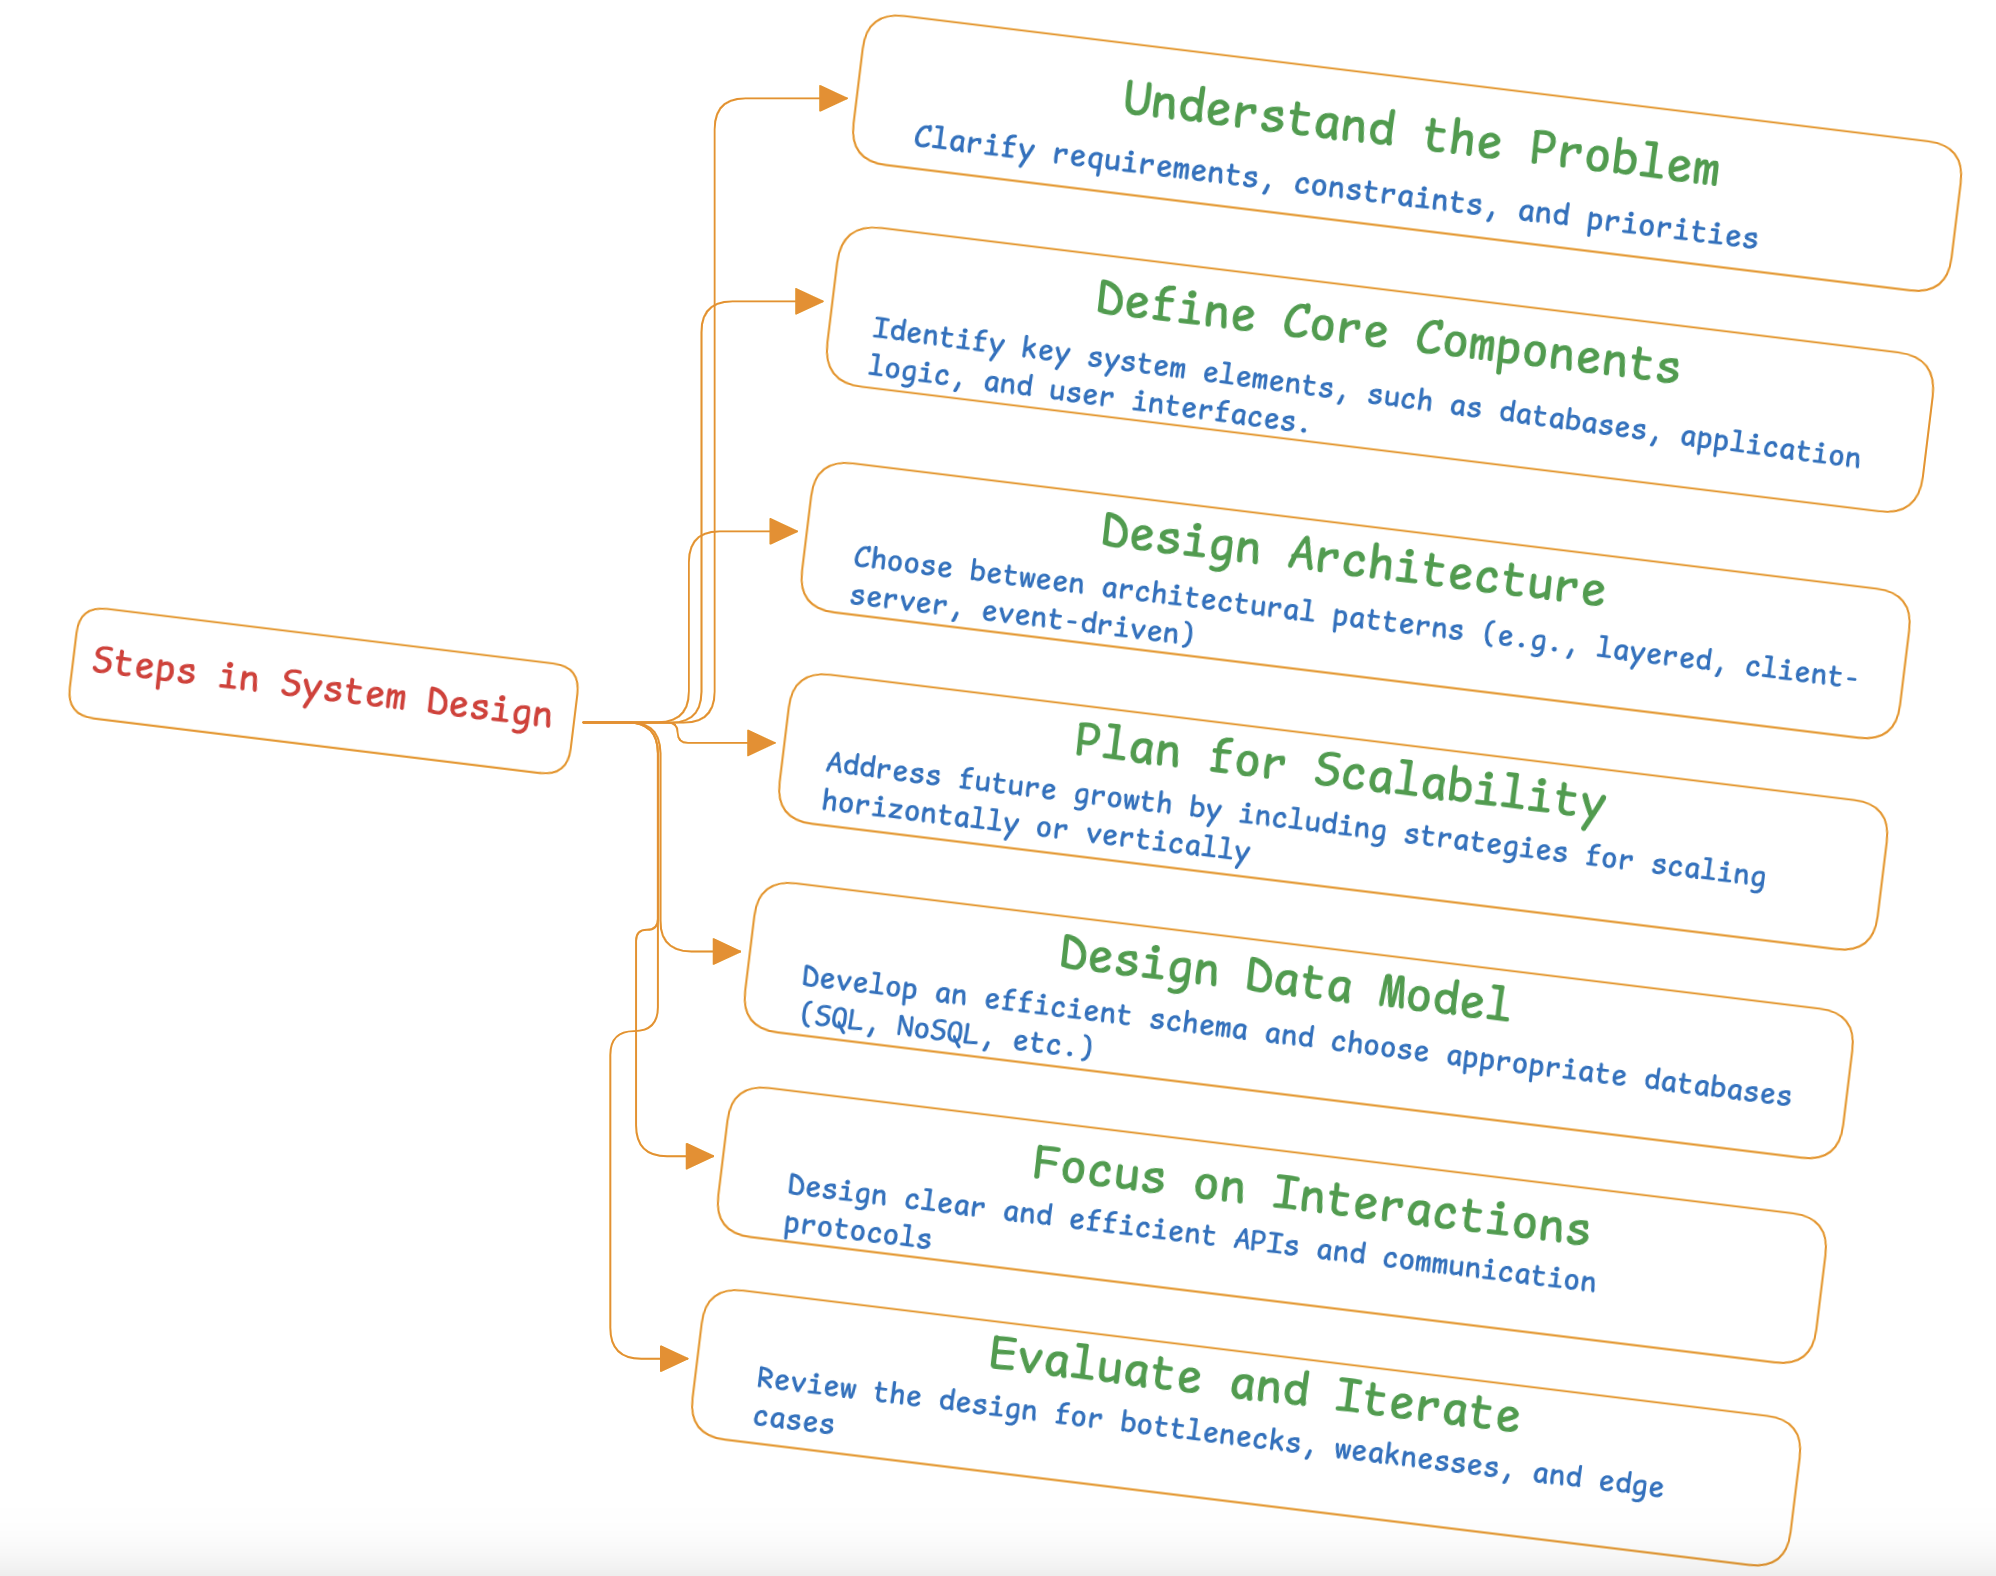 Understand the Problem
Clarify requirements, constraints, and priorities
Define Core Components
Identify key system elements, such as databases, application
logic, and user interfaces.
Design Architecture
Choose between architectural patterns (e.g., layered, client-
server, event-driven)
Steps in System Design
Plan for Scalability
Address future growth by including strategies for scaling
horizontally or vertically
Design Data Model
Develop an efficient schema and choose appropriate databases
(SQL, NoSQL, etc.)
Focus on Interactions
Design clear and efficient APIs and communication
protocols
Evaluate and Iterate
Review the design for bottlenecks, weaknesses, and edge
cases